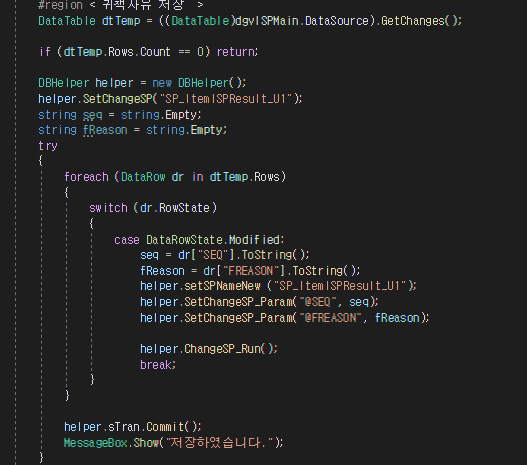 #region < 귀책사유 저장 >
DataTable dtTemp = ((DataTable)dgvISPMain.DataSource).GetChanges();
if (dtTemp.Rows.Count == 0) return;
DBHelper helper = new DBHelper();
helper.SetChangeSP("SP_ItemISPResult_U1");
string seq = string.Empty;
string fReason = string.Empty;
try
{
foreach (DataRow dr in dtTemp.Rows)
{
switch (dr.RowState)
{
case DataRowState.Modified:
seq = dr["SEQ"].ToString();
fReason = dr["FREASON"].ToString();
helper.setSPNameNew ("SP_ItemISPResult_U1");
helper.SetChangeSP_Param("@SEQ", seq);
helper.SetChangeSP_Param("@FREASON", fReason);
helper.ChangeSP_Run();
break;
}
}
helper.sTran.Commit();
MessageBox.Show("저장하였습니다.");
}